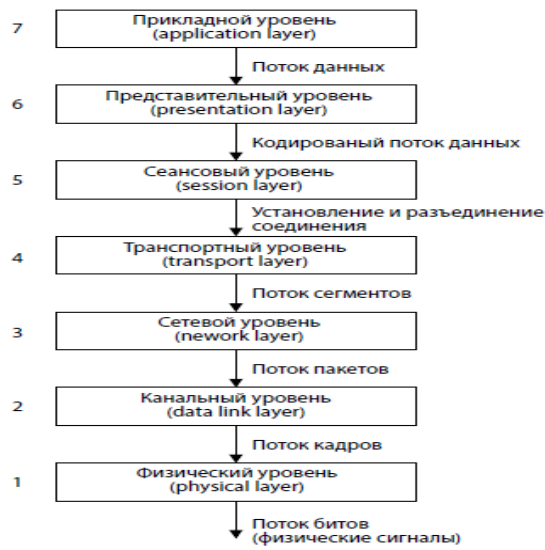 7
Прикладной уровень
(application layer)
Поток данных
6
Представительный уровень
(presentation layer)
Кодированый поток данных
5
Сеансовый уровень
(session layer)
Установление и разъединение
соединения
4
Транспортный уровень
(transport layer)
Поток сегментов
3
Сетевой уровень
(nework layer)
Поток пакетов
2
Канальный уровень
(data link layer)
Поток кадров
1
Физический уровень
(physical layer)
Поток битов
(физические сигналы)